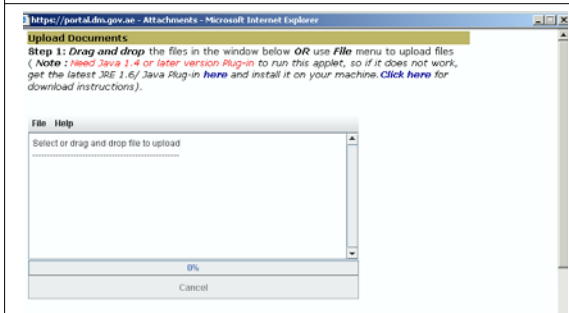 https://portal.dm.gov.ae - Attachments - Microsoft Internet Explorer
Upload Documents
Step 1: Drag and drop the files in the window below OR use File menu to upload files
( Note : Need Java 1.4 or later version Plug-in to run this applet, so if it does not work,
get the latest JRE 1.6/ Java Plug-in here and install it on your machine. Click here for
download instructions).
File Help
Select or drag and drop file to upload
--------------------------------------------------
0%
Cancel